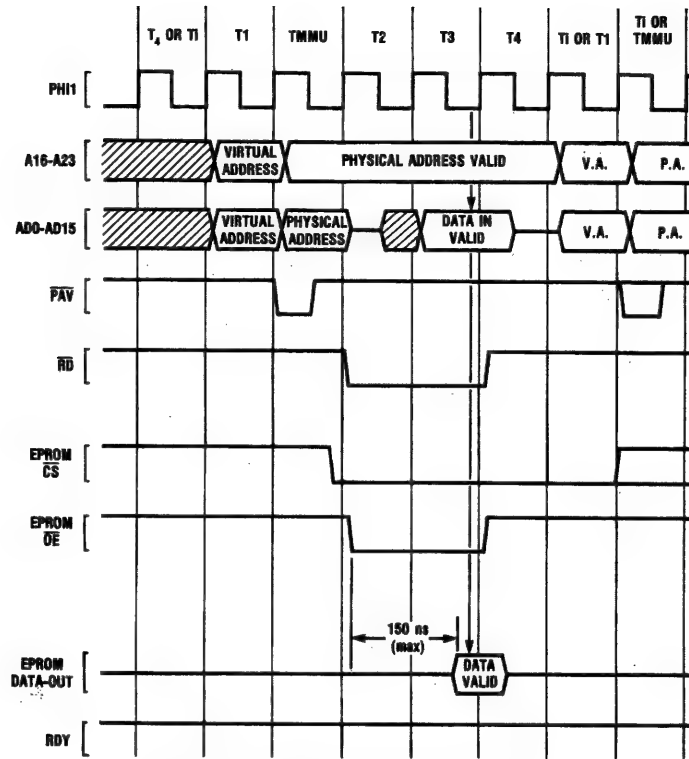 T4 OR Ti T1 TMMU T2 T3 T4 Ti OR T1 Ti OR
TMMU
PHI1
A16-A23 VIRTUAL
ADDRESS PHYSICAL ADDRESS VALID V.A. P.A.
AD0-AD15 VIRTUAL
ADDRESS PHYSICAL
ADDRESS DATA IN
VALID V.A. P.A.
PAV
RD
EPROM
CS
EPROM
OE
150 ns
(max)
EPROM
DATA-OUT DATA
VALID
RDY